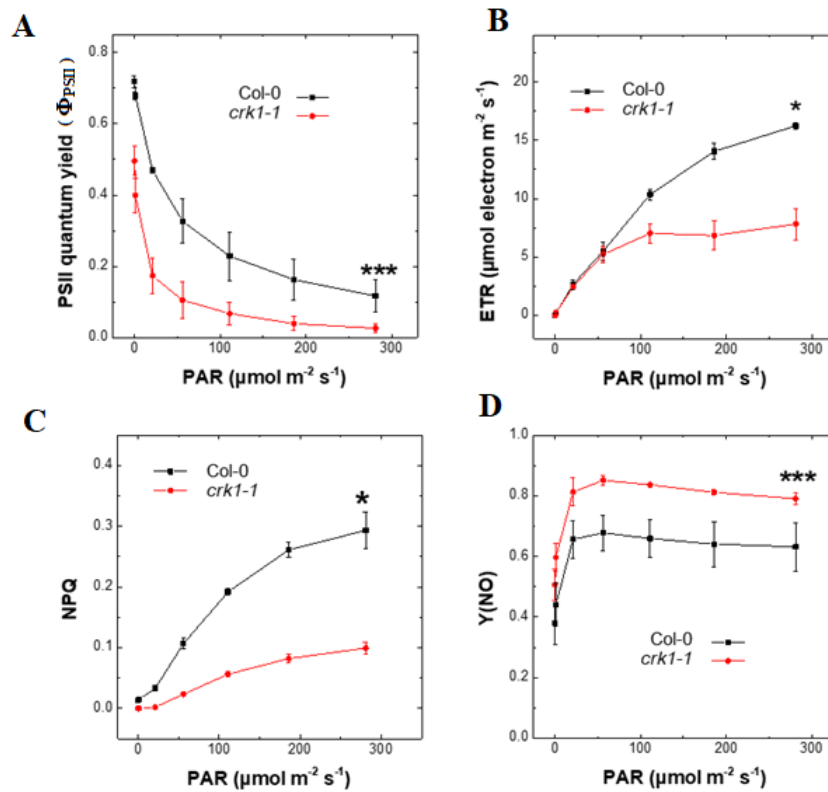 A
PSII quantum yield (ΦPSII)
0.8
0.6
0.4
0.2
0.0
Col-0
crk1-1
***
0
100
200
300
PAR (µmol m⁻² s⁻¹)
B
ETR (µmol electron m⁻² s⁻¹)
20
15
10
5
0
Col-0
crk1-1
*
0
100
200
300
PAR (µmol m⁻² s⁻¹)
C
NPQ
0.4
0.3
0.2
0.1
0.0
Col-0
crk1-1
*
0
100
200
300
PAR (µmol m⁻² s⁻¹)
D
Y(NO)
1.0
0.8
0.6
0.4
0.2
0.0
***
Col-0
crk1-1
0
100
200
300
PAR (µmol m⁻² s⁻¹)